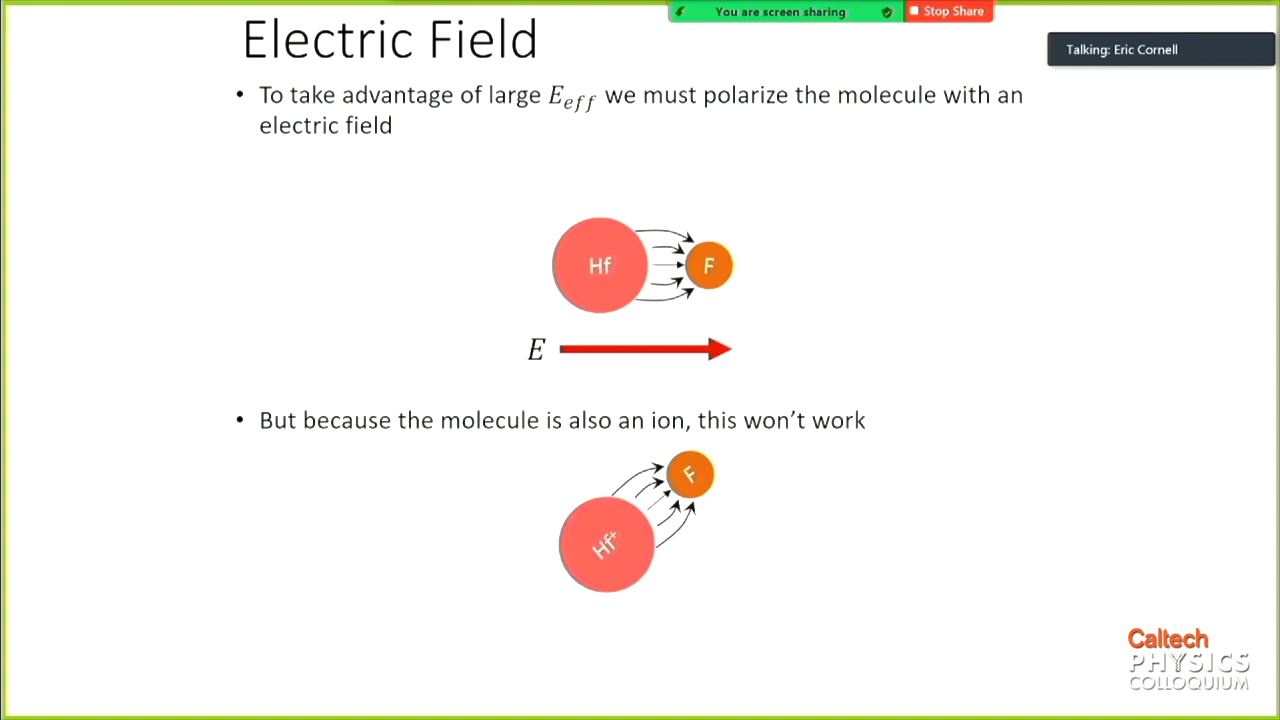 You are screen sharing
Stop Share
Electric Field
Talking: Eric Cornell
• To take advantage of large E_eff we must polarize the molecule with an
electric field
Hf
F
E
• But because the molecule is also an ion, this won't work
F
Hf⁺
Caltech
PHYSICS
COLLOQUIUM